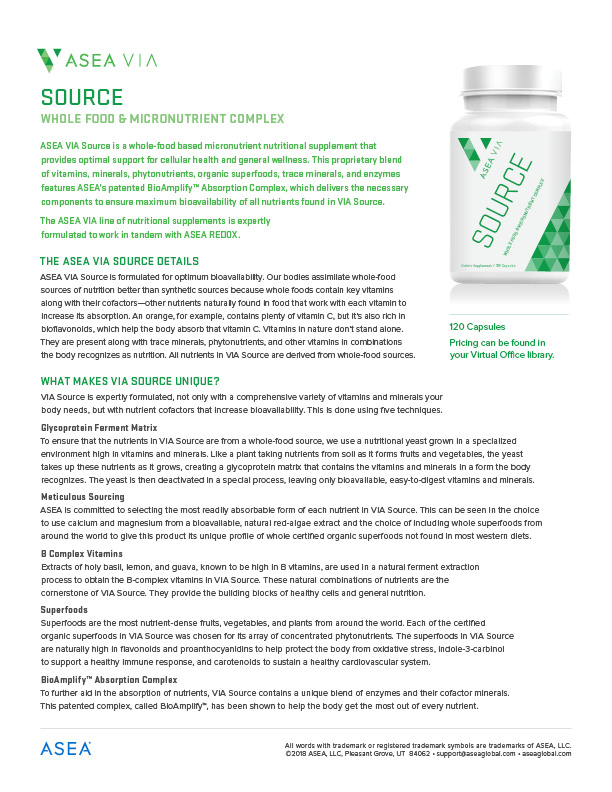 ASEA VIA
SOURCE
WHOLE FOOD & MICRONUTRIENT COMPLEX
ASEA VIA Source is a whole-food based micronutrient nutritional supplement that
provides optimal support for cellular health and general wellness. This proprietary blend
of vitamins, minerals, phytonutrients, organic superfoods, trace minerals, and enzymes
features ASEA's patented BioAmplify™ Absorption Complex, which delivers the necessary
components to ensure maximum bioavailability of all nutrients found in VIA Source.
The ASEA VIA line of nutritional supplements is expertly
formulated to work in tandem with ASEA REDOX.
ASEA VIA
SOURCE
WHOLE FOOD & MICRONUTRIENT COMPLEX
Dietary Supplement / 120 Capsules
120 Capsules
Pricing can be found in
your Virtual Office library.
THE ASEA VIA SOURCE DETAILS
ASEA VIA Source is formulated for optimum bioavailability. Our bodies assimilate whole-food
sources of nutrition better than synthetic sources because whole foods contain key vitamins
along with their cofactors—other nutrients naturally found in food that work with each vitamin to
increase its absorption. An orange, for example, contains plenty of vitamin C, but it's also rich in
bioflavonoids, which help the body absorb that vitamin C. Vitamins in nature don't stand alone.
They are present along with trace minerals, phytonutrients, and other vitamins in combinations
the body recognizes as nutrition. All nutrients in VIA Source are derived from whole-food sources.
WHAT MAKES VIA SOURCE UNIQUE?
VIA Source is expertly formulated, not only with a comprehensive variety of vitamins and minerals your
body needs, but with nutrient cofactors that increase bioavailability. This is done using five techniques.
Glycoprotein Ferment Matrix
To ensure that the nutrients in VIA Source are from a whole-food source, we use a nutritional yeast grown in a specialized
environment high in vitamins and minerals. Like a plant taking nutrients from soil as it forms fruits and vegetables, the yeast
takes up these nutrients as it grows, creating a glycoprotein matrix that contains the vitamins and minerals in a form the body
recognizes. The yeast is then deactivated in a special process, leaving only bioavailable, easy-to-digest vitamins and minerals.
Meticulous Sourcing
ASEA is committed to selecting the most readily absorbable form of each nutrient in VIA Source. This can be seen in the choice
to use calcium and magnesium from a bioavailable, natural red-algae extract and the choice of including whole superfoods from
around the world to give this product its unique profile of whole certified organic superfoods not found in most western diets.
B Complex Vitamins
Extracts of holy basil, lemon, and guava, known to be high in B vitamins, are used in a natural ferment extraction
process to obtain the B-complex vitamins in VIA Source. These natural combinations of nutrients are the
cornerstone of VIA Source. They provide the building blocks of healthy cells and general nutrition.
Superfoods
Superfoods are the most nutrient-dense fruits, vegetables, and plants from around the world. Each of the certified
organic superfoods in VIA Source was chosen for its array of concentrated phytonutrients. The superfoods in VIA Source
are naturally high in flavonoids and proanthocyanidins to help protect the body from oxidative stress, indole-3-carbinol
to support a healthy immune response, and carotenoids to sustain a healthy cardiovascular system.
BioAmplify™ Absorption Complex
To further aid in the absorption of nutrients, VIA Source contains a unique blend of enzymes and their cofactor minerals.
This patented complex, called BioAmplify™, has been shown to help the body get the most out of every nutrient.
ASEA
All words with trademark or registered trademark symbols are trademarks of ASEA, LLC.
©2018 ASEA, LLC, Pleasant Grove, UT 84062 • support@aseaglobal.com • aseaglobal.com